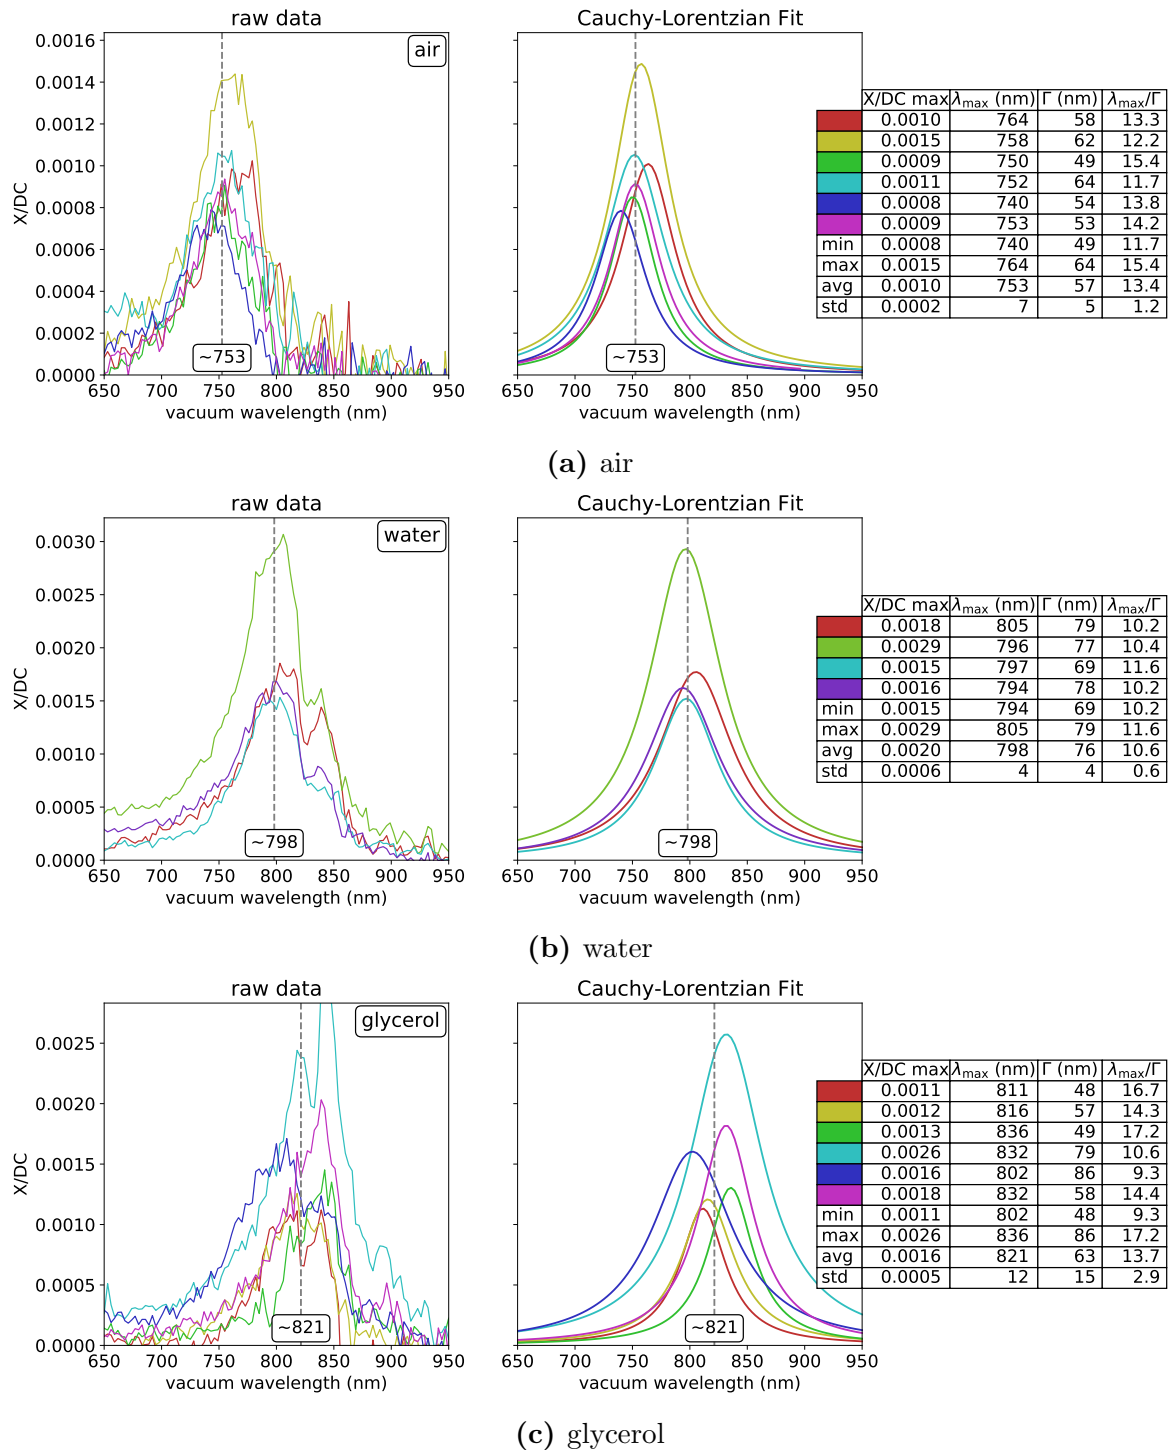 raw data
Cauchy-Lorentzian Fit
0.0016
0.0014
0.0012
0.0010
0.0008
0.0006
0.0004
0.0002
0.0000
X/DC
air
~753
~753
650 700 750 800 850 900 950
650 700 750 800 850 900 950
vacuum wavelength (nm)
vacuum wavelength (nm)
X/DC max λmax (nm) Γ (nm) λmax/Γ
0.0010 764 58 13.3
0.0015 758 62 12.2
0.0009 750 49 15.4
0.0011 752 64 11.7
0.0008 740 54 13.8
0.0009 753 53 14.2
min 0.0008 740 49 11.7
max 0.0015 764 64 15.4
avg 0.0010 753 57 13.4
std 0.0002 7 5 1.2
(a) air
raw data
Cauchy-Lorentzian Fit
0.0030
0.0025
0.0020
0.0015
0.0010
0.0005
0.0000
X/DC
water
~798
~798
650 700 750 800 850 900 950
650 700 750 800 850 900 950
vacuum wavelength (nm)
vacuum wavelength (nm)
X/DC max λmax (nm) Γ (nm) λmax/Γ
0.0018 805 79 10.2
0.0029 796 77 10.4
0.0015 797 69 11.6
0.0016 794 78 10.2
min 0.0015 794 69 10.2
max 0.0029 805 79 11.6
avg 0.0020 798 76 10.6
std 0.0006 4 4 0.6
(b) water
raw data
Cauchy-Lorentzian Fit
0.0025
0.0020
0.0015
0.0010
0.0005
0.0000
X/DC
glycerol
~821
~821
650 700 750 800 850 900 950
650 700 750 800 850 900 950
vacuum wavelength (nm)
vacuum wavelength (nm)
X/DC max λmax (nm) Γ (nm) λmax/Γ
0.0011 811 48 16.7
0.0012 816 57 14.3
0.0013 836 49 17.2
0.0026 832 79 10.6
0.0016 802 86 9.3
0.0018 832 58 14.4
min 0.0011 802 48 9.3
max 0.0026 836 86 17.2
avg 0.0016 821 63 13.7
std 0.0005 12 15 2.9
(c) glycerol